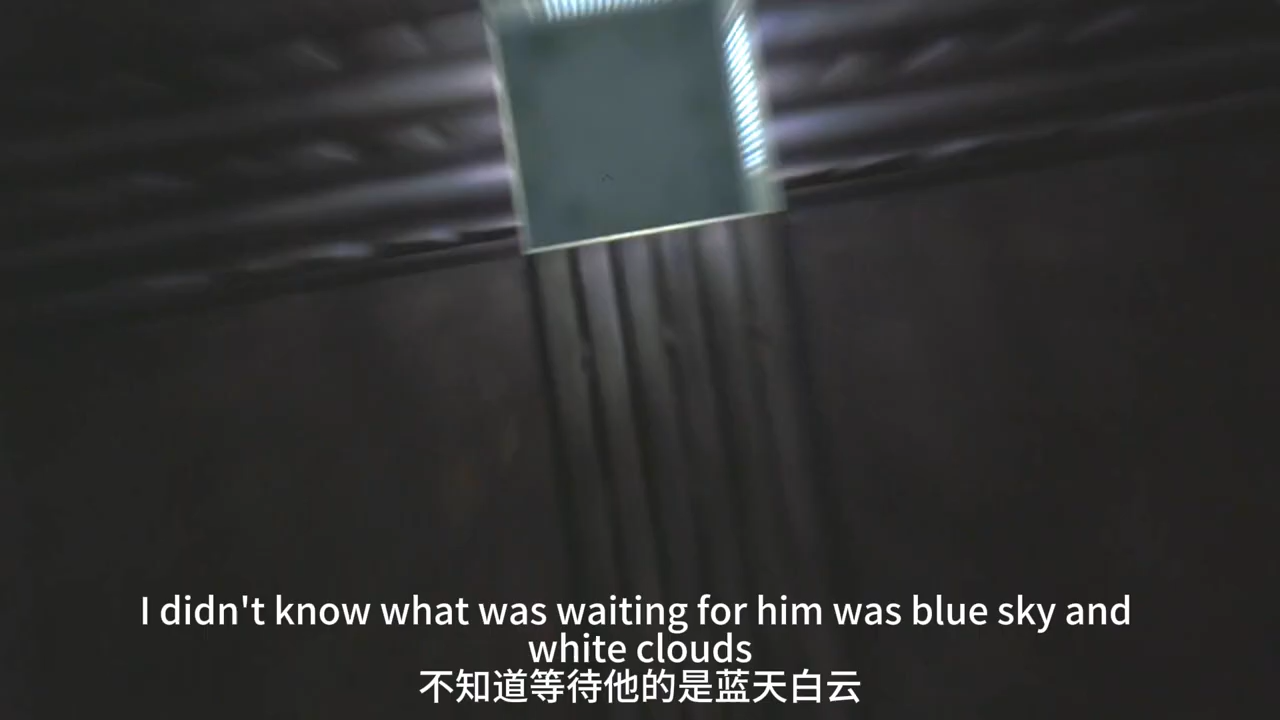 I didn't know what was waiting for him was blue sky and
white clouds
不知道等待他的是蓝天白云